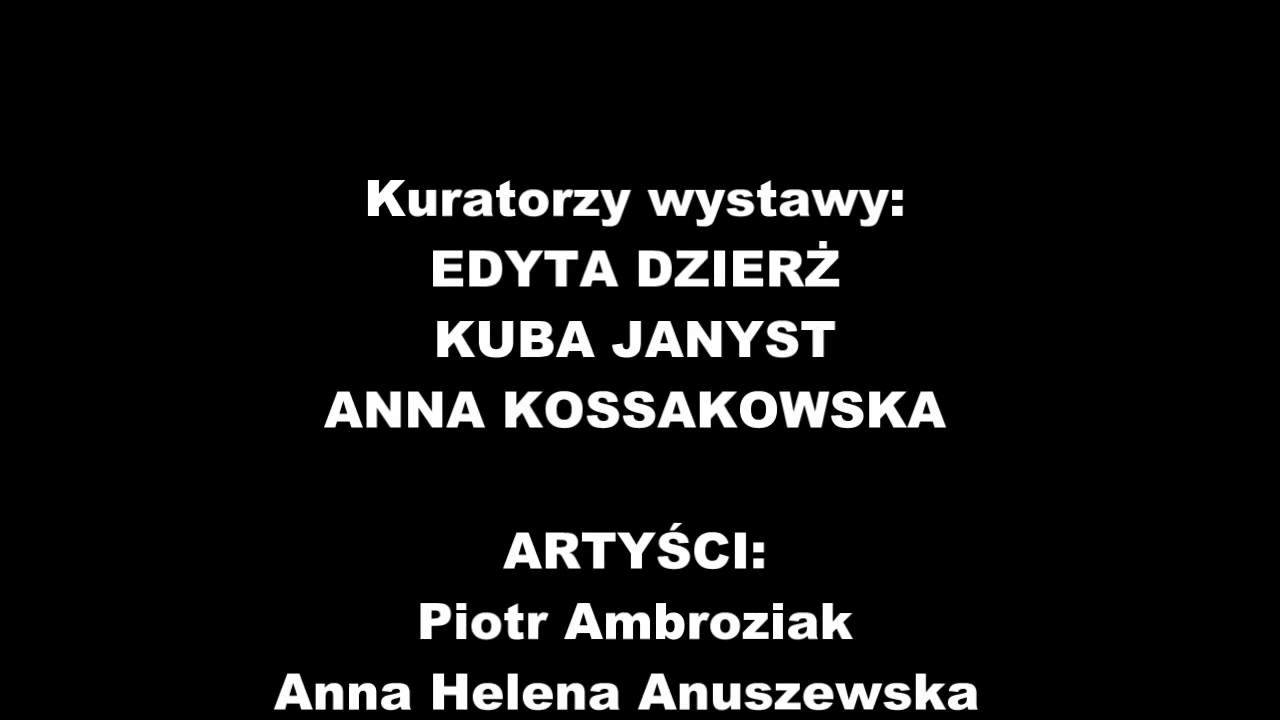 Kuratorzy wystawy:
EDYTA DZIERŻ
KUBA JANYST
ANNA KOSSAKOWSKA
ARTYŚCI:
Piotr Ambroziak
Anna Helena Anuszewska